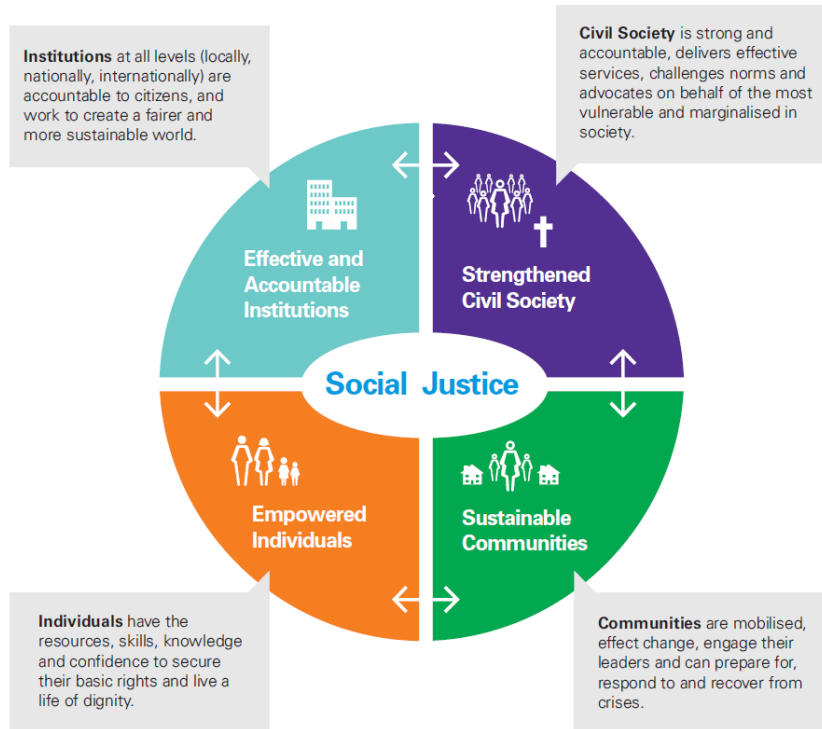 Institutions at all levels (locally,
nationally, internationally) are
accountable to citizens, and
work to create a fairer and
more sustainable world.
Civil Society is strong and
accountable, delivers effective
services, challenges norms and
advocates on behalf of the most
vulnerable and marginalised in
society.
Effective and
Accountable
Institutions
Strengthened
Civil Society
Social Justice
Empowered
Individuals
Sustainable
Communities
Individuals have the
resources, skills, knowledge
and confidence to secure
their basic rights and live a
life of dignity.
Communities are mobilised,
effect change, engage their
leaders and can prepare for,
respond to and recover from
crises.